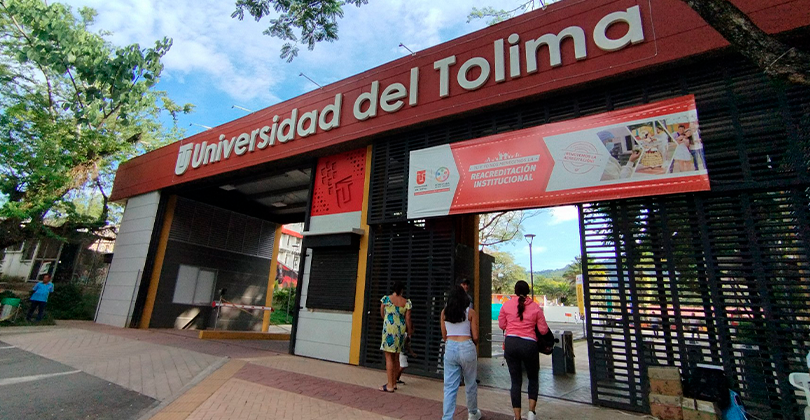 Universidad del Tolima
REACREDITACIÓN
INSTITUCIONAL